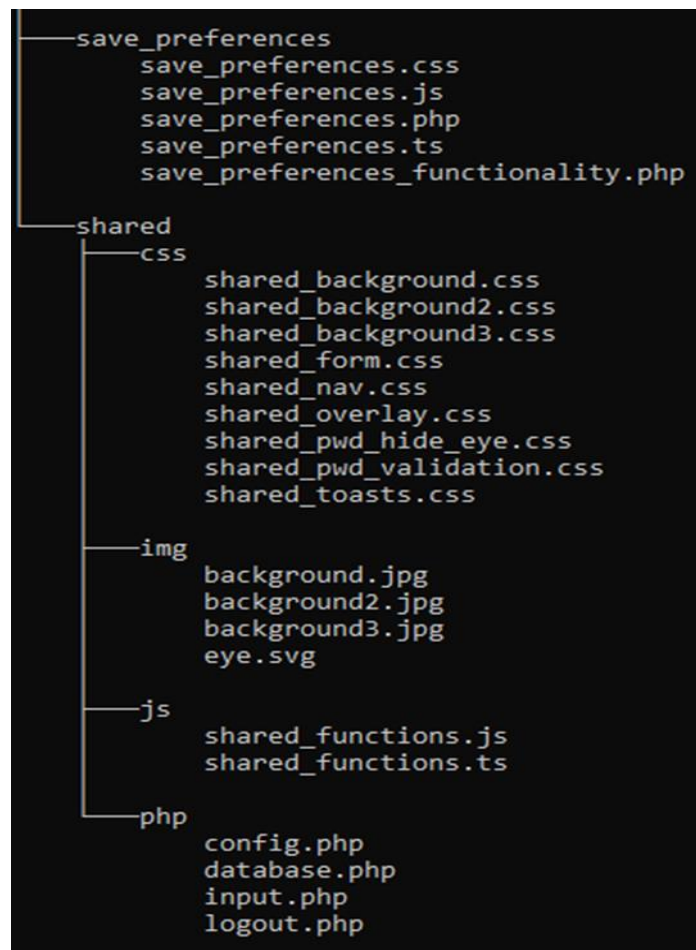 save_preferences
save_preferences.css
save_preferences.js
save_preferences.php
save_preferences.ts
save_preferences_functionality.php
shared
css
shared_background.css
shared_background2.css
shared_background3.css
shared_form.css
shared_nav.css
shared_overlay.css
shared_pwd_hide_eye.css
shared_pwd_validation.css
shared_toasts.css
img
background.jpg
background2.jpg
background3.jpg
eye.svg
js
shared_functions.js
shared_functions.ts
php
config.php
database.php
input.php
logout.php